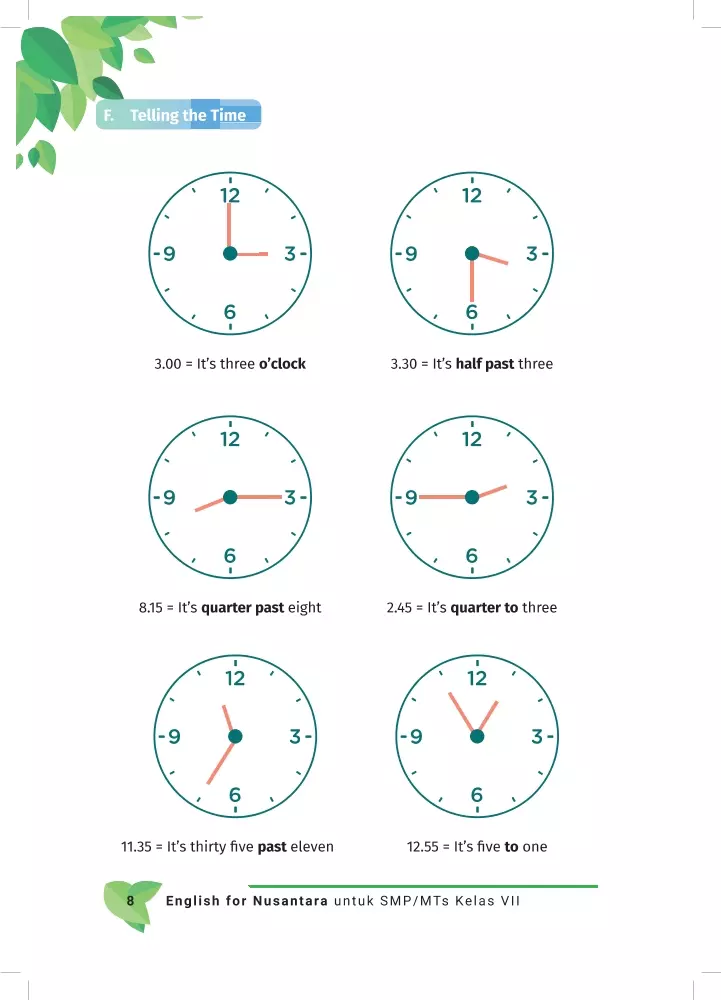 F. Telling the Time
12
9 3
6
12
9 3
6
3.00 = It's three o'clock
3.30 = It's half past three
12
9 3
6
12
9 3
6
8.15 = It's quarter past eight
2.45 = It's quarter to three
12
9 3
6
12
9 3
6
11.35 = It's thirty five past eleven
12.55 = It's five to one
8 English for Nusantara untuk SMP/MTs Kelas VII